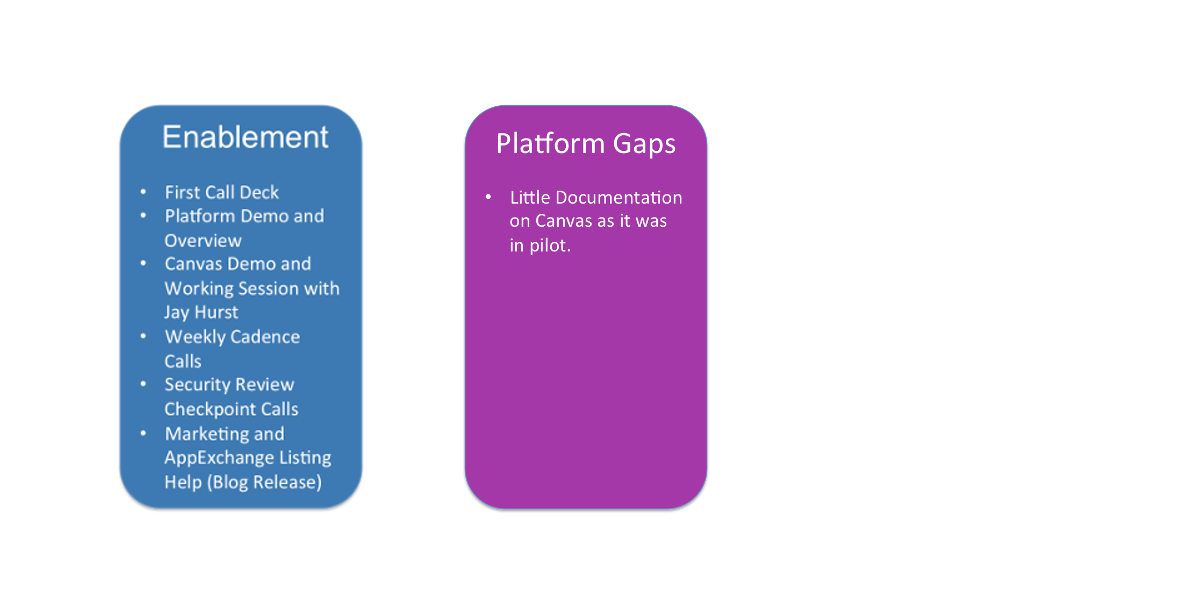 Enablement
• First Call Deck
• Platform Demo and
Overview
• Canvas Demo and
Working Session with
Jay Hurst
• Weekly Cadence
Calls
• Security Review
Checkpoint Calls
• Marketing and
AppExchange Listing
Help (Blog Release)
Platform Gaps
• Little Documentation
on Canvas as it was
in pilot.